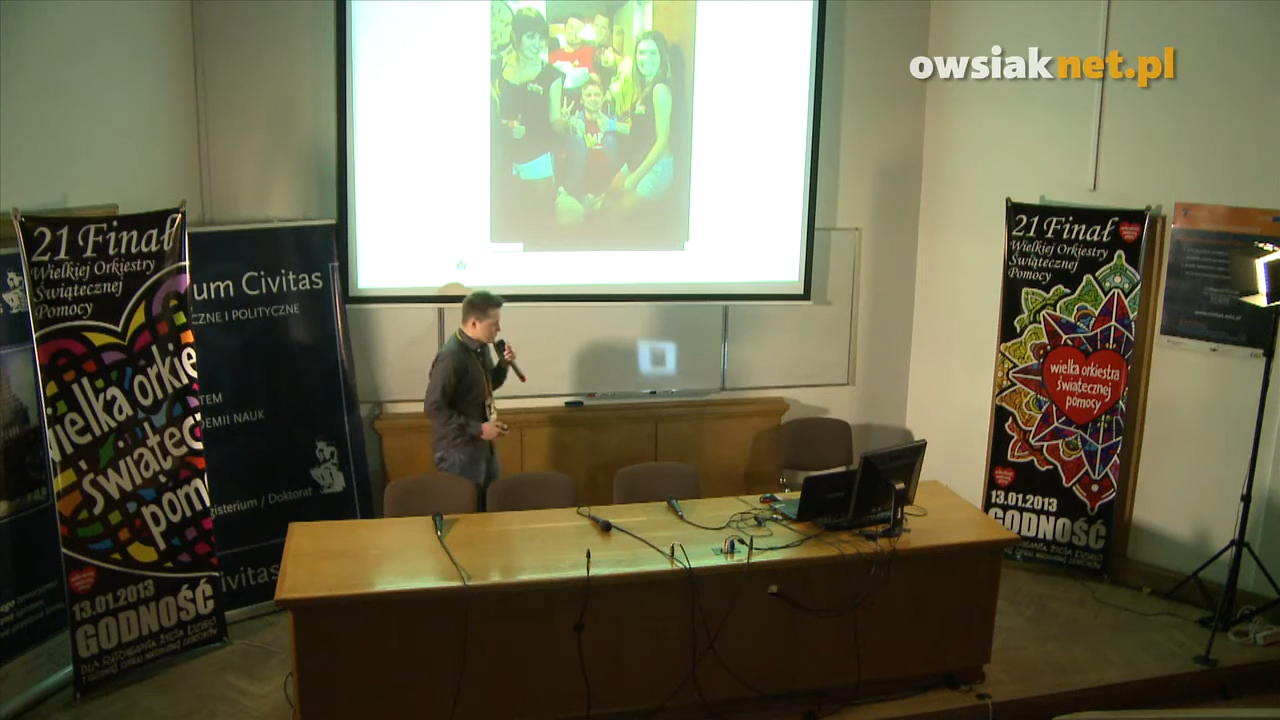 owsiaknet.pl
21 Finał
Wielkiej Orkiestry
Świątecznej
Pomocy
wielka orkie
świątecz
pom
13.01.2013
GODNOŚĆ
um Civitas
CZNE I POLITYCZNE
TEM
DEMII NAUK
gisterium / Doktorat
ivitas
21 Finał
Wielkiej Orkiestry
Świątecznej
Pomocy
wielka orkiestra
świątecznej
pomocy
13.01.2013
GODNOŚĆ